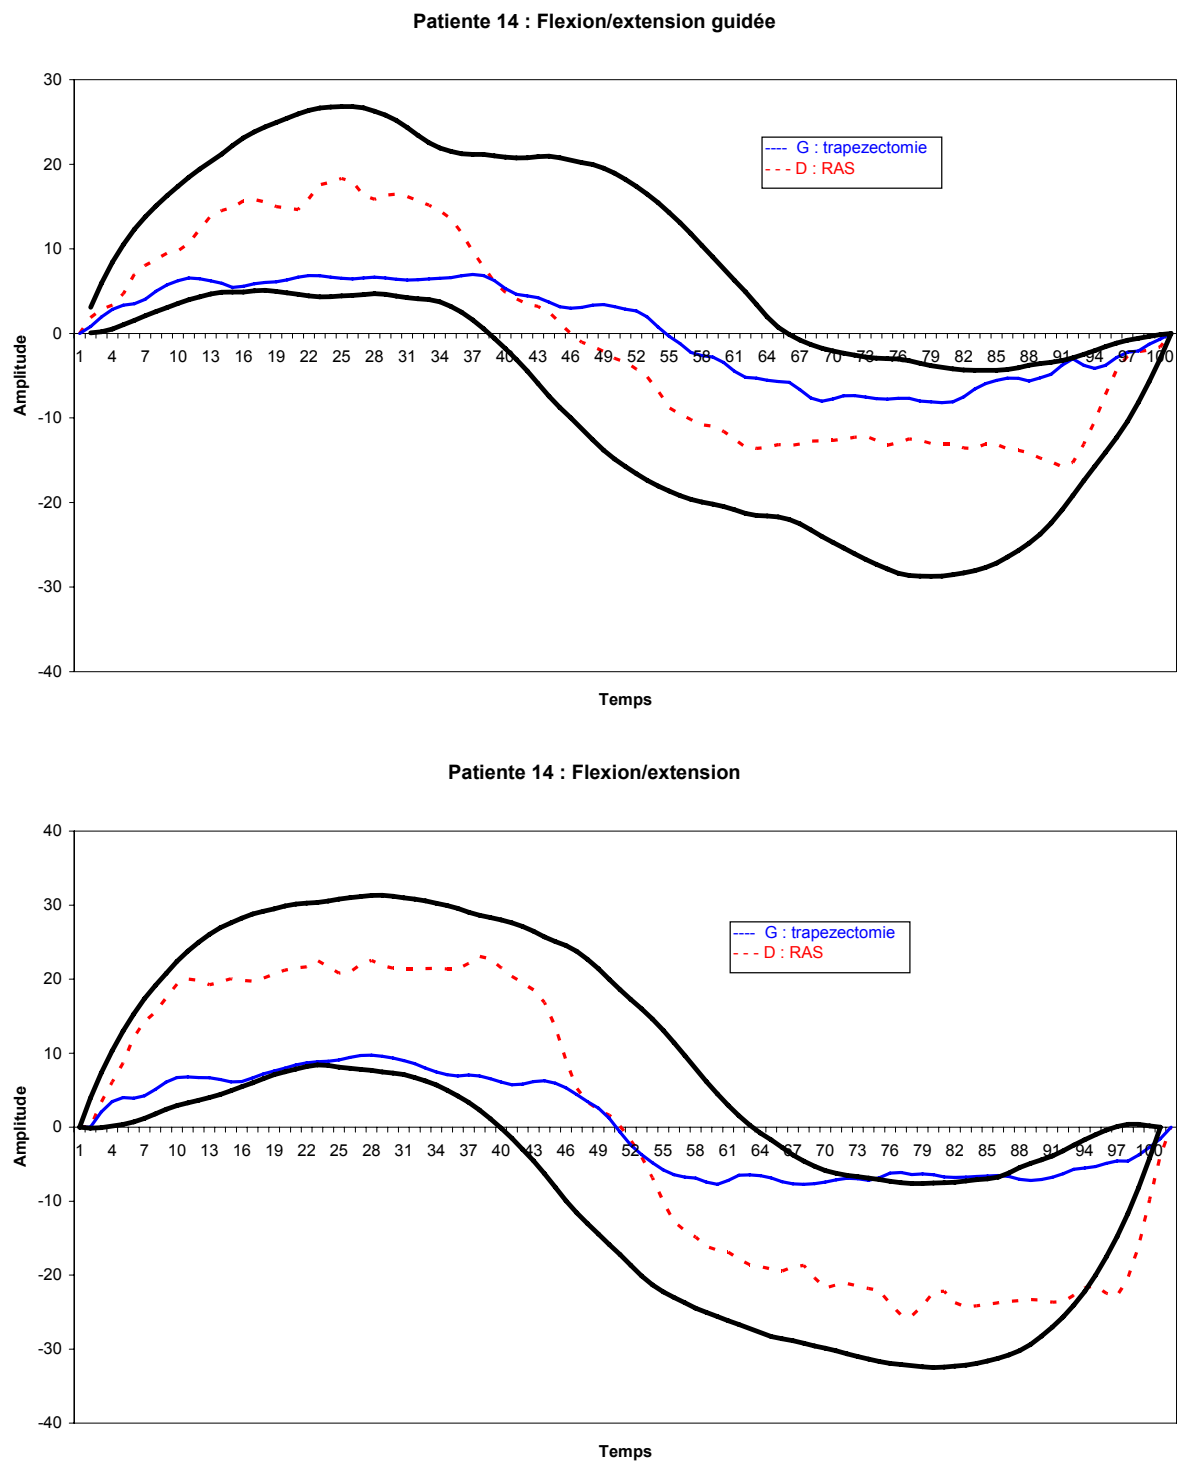 Patiente 14 : Flexion/extension guidée
30
20
10
0
-10
-20
-30
-40
Amplitude
---- G : trapezectomie
- - - D : RAS
1 4 7 10 13 16 19 22 25 28 31 34 37 40 43 46 49 52 55 58 61 64 67 70 73 76 79 82 85 88 91 94 97 100
Temps
Patiente 14 : Flexion/extension
40
30
20
10
0
-10
-20
-30
-40
Amplitude
---- G : trapezectomie
- - - D : RAS
1 4 7 10 13 16 19 22 25 28 31 34 37 40 43 46 49 52 55 58 61 64 67 70 73 76 79 82 85 88 91 94 97 100
Temps